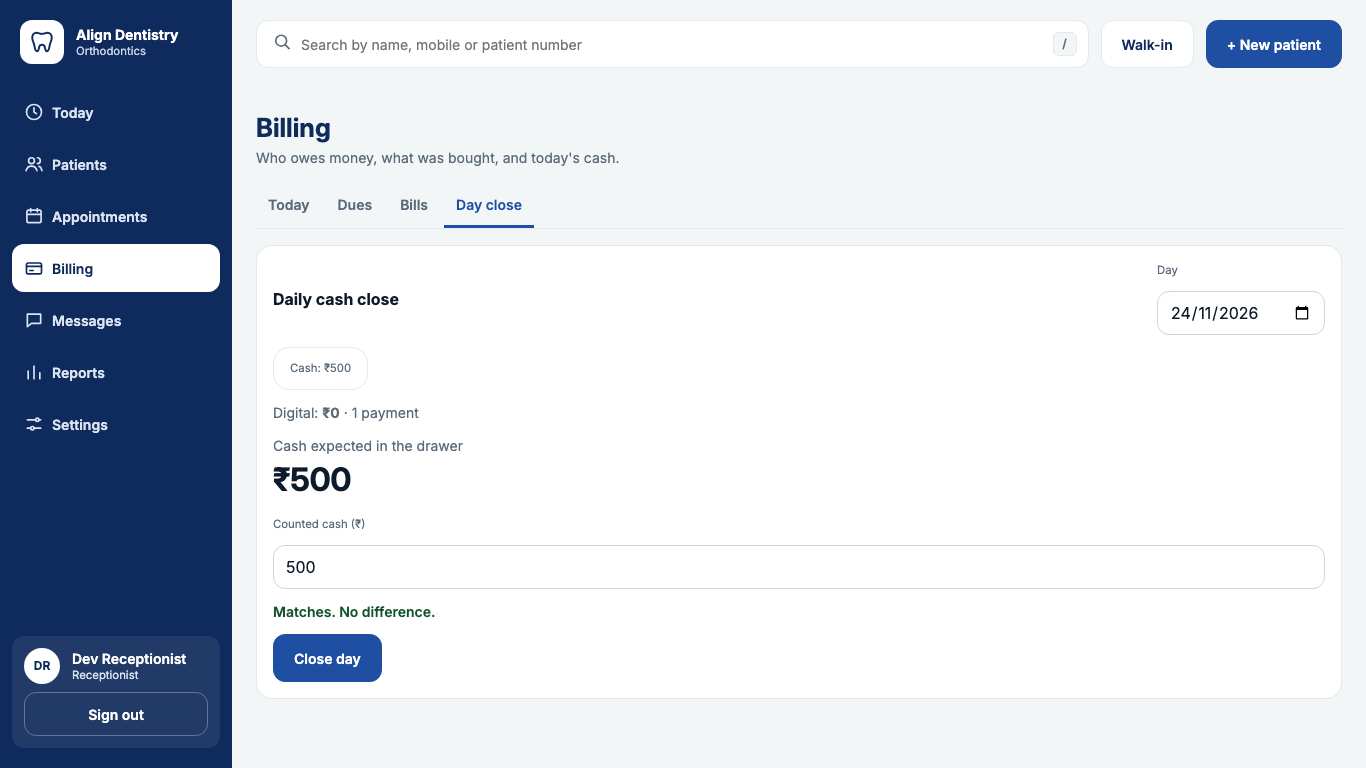 Align Dentistry
Orthodontics
Today
Patients
Appointments
Billing
Messages
Reports
Settings
DR
Dev Receptionist
Receptionist
Sign out
Search by name, mobile or patient number
/
Walk-in
+ New patient
Billing
Who owes money, what was bought, and today's cash.
Today
Dues
Bills
Day close
Daily cash close
Day
24/11/2026
Cash: ₹500
Digital: ₹0 · 1 payment
Cash expected in the drawer
₹500
Counted cash (₹)
500
Matches. No difference.
Close day